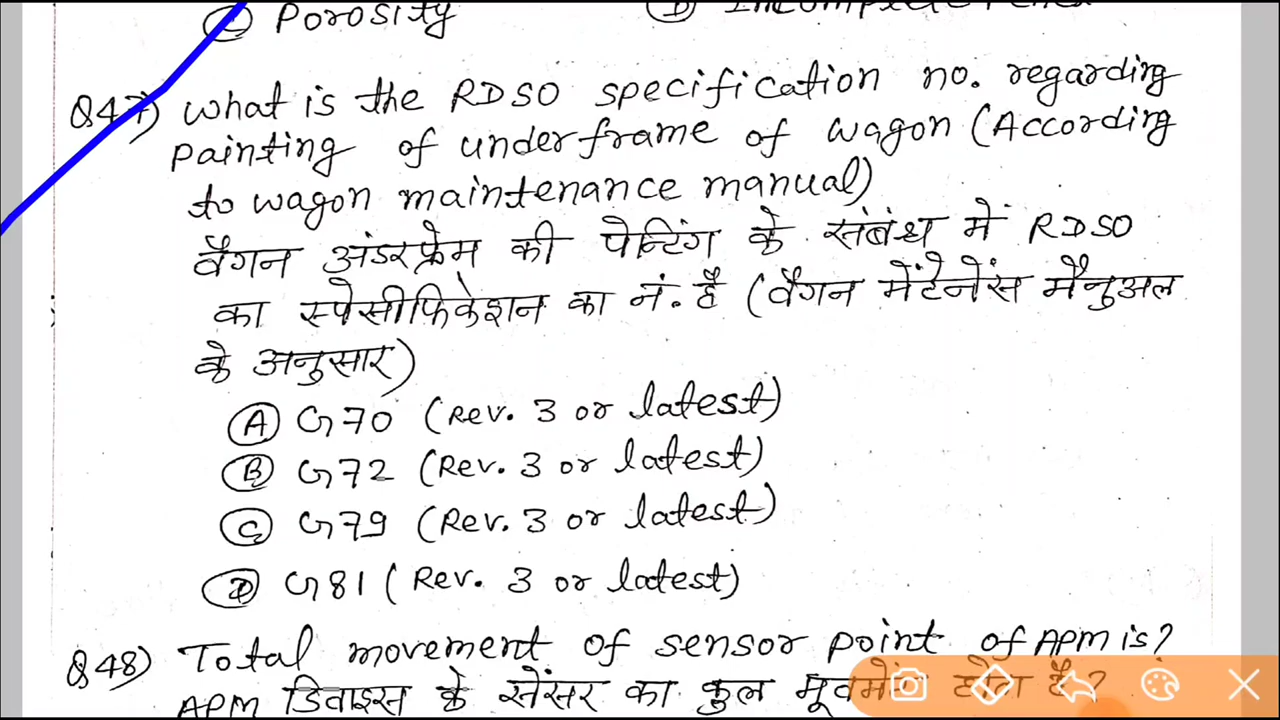 C Porosity D
Q47) What is the RDSO specification no. regarding
painting of underframe of wagon (According
to wagon maintenance manual)
वैगन अंडरफ्रेम की पेन्टिंग के संबंध में RDSO
का स्पेसीफिकेशन का नं. है (वैगन मेंटेनेंस मैनुअल
के अनुसार)
A G70 (Rev. 3 or latest)
B G72 (Rev. 3 or latest)
C G79 (Rev. 3 or latest)
D G81 (Rev. 3 or latest)
Q48) Total movement of sensor point of APM is?
APM डिवाइस के सेंसर का कुल मूवमेंट होता है?